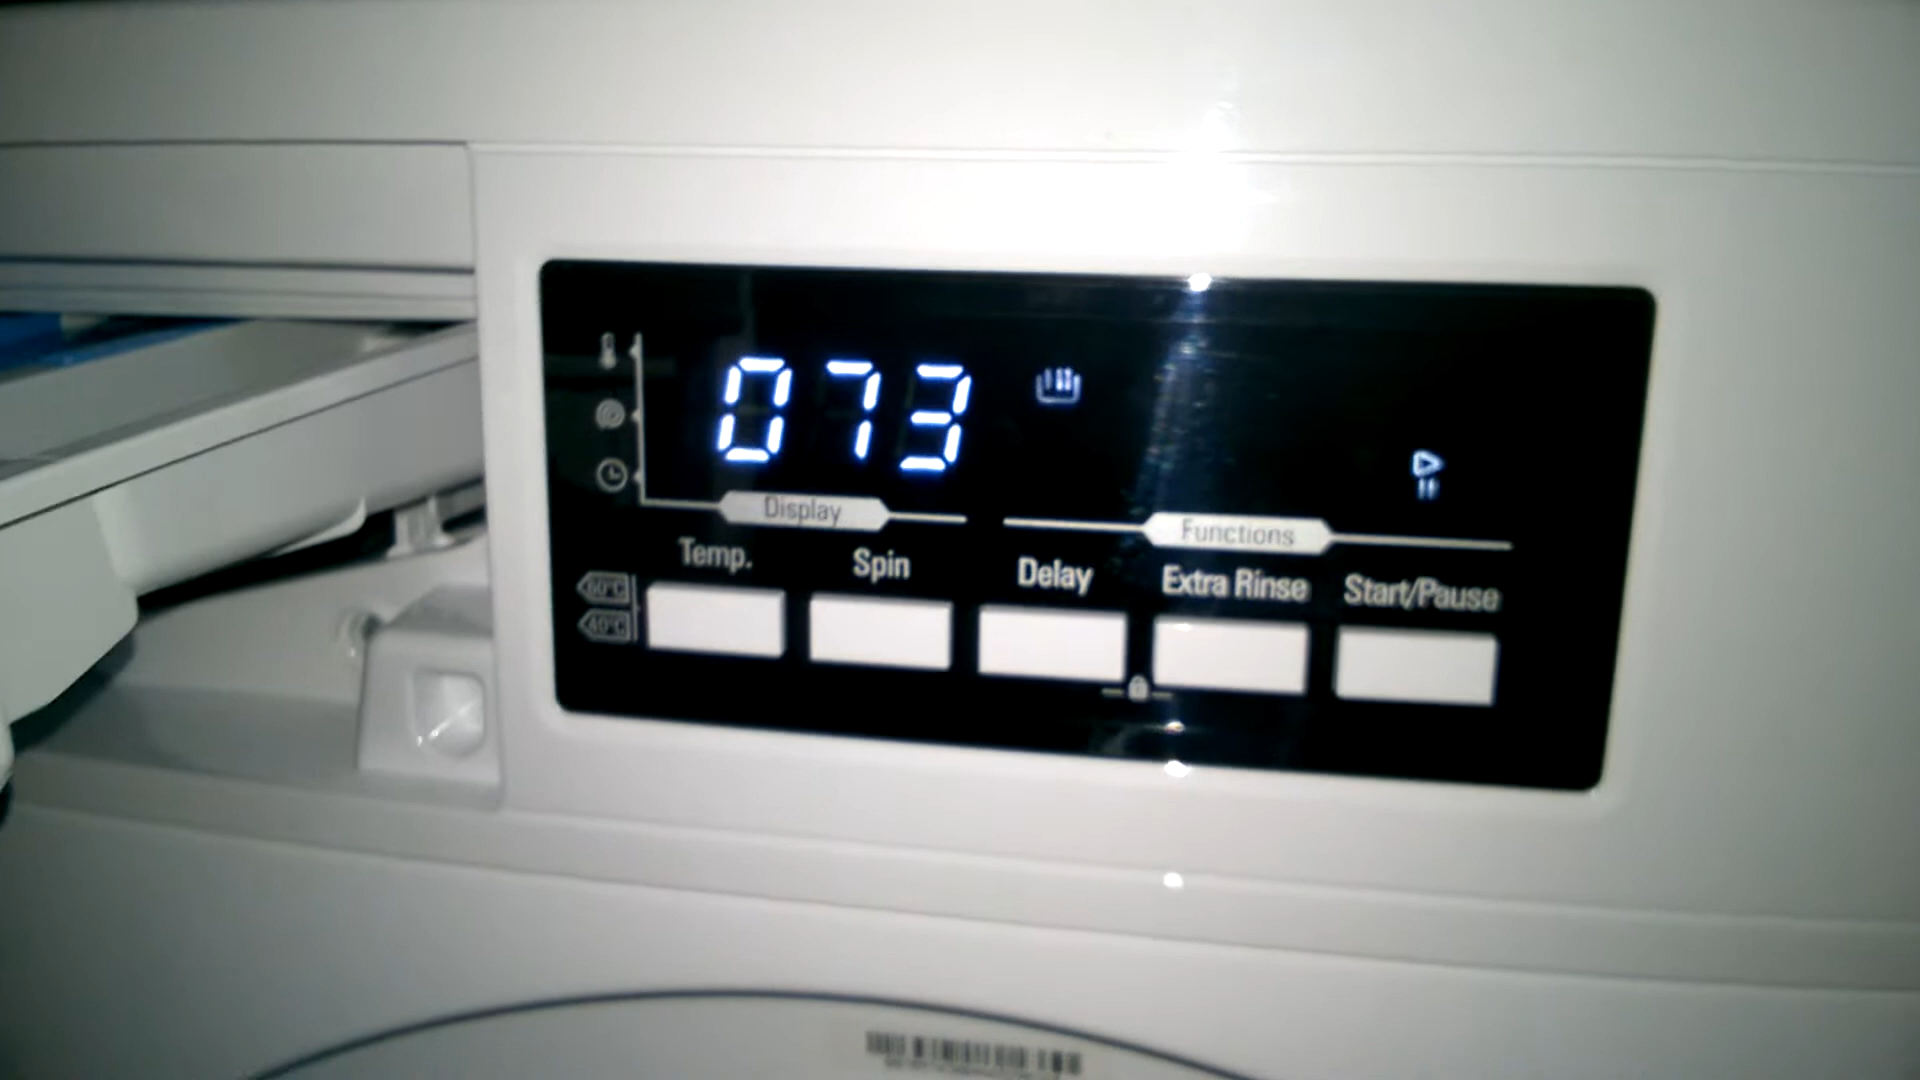 073
Display
Functions
Temp.
Spin
Delay
Extra Rinse
Start/Pause
60°C
40°C